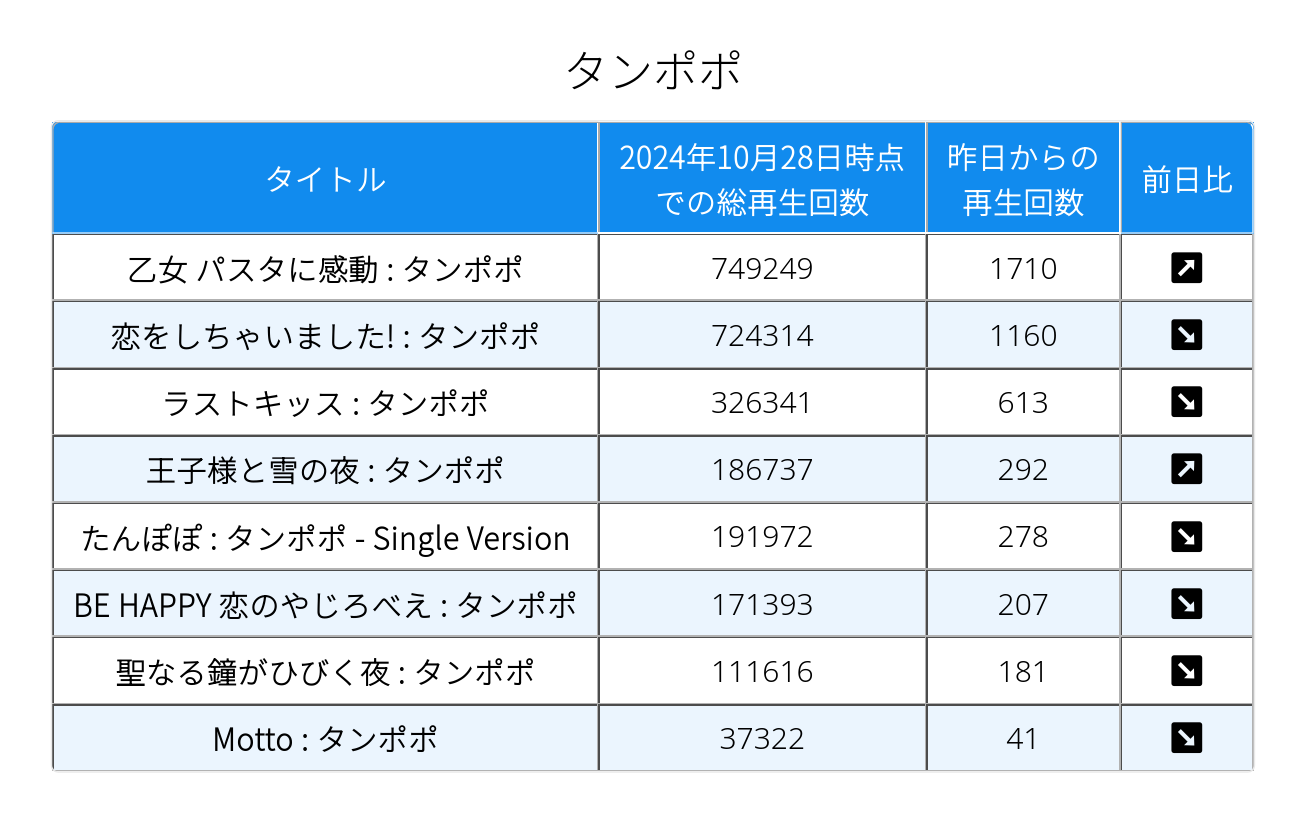 タンポポ
タイトル
2024年10月28日時点
での総再生回数
昨日からの
再生回数
前日比
乙女 パスタに感動 : タンポポ 749249 1710 ↗
恋をしちゃいました! : タンポポ 724314 1160 ↘
ラストキッス : タンポポ 326341 613 ↘
王子様と雪の夜 : タンポポ 186737 292 ↗
たんぽぽ : タンポポ - Single Version 191972 278 ↘
BE HAPPY 恋のやじろべえ : タンポポ 171393 207 ↘
聖なる鐘がひびく夜 : タンポポ 111616 181 ↘
Motto : タンポポ 37322 41 ↘